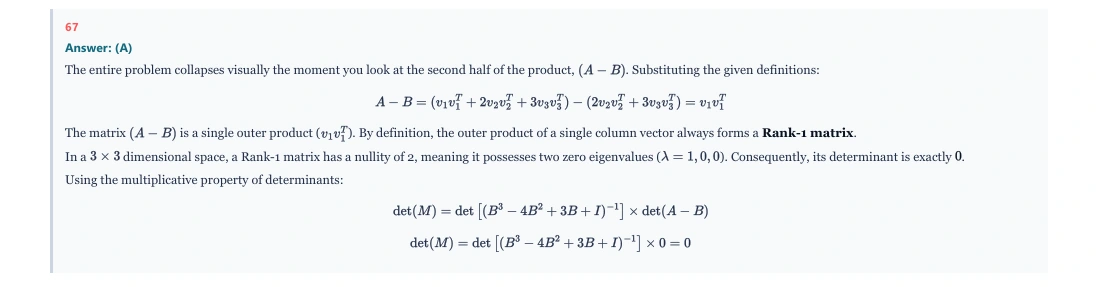 67
Answer: (A)
The entire problem collapses visually the moment you look at the second half of the product, (A − B). Substituting the given definitions:
A − B = (v₁v₁ᵀ + 2v₂v₂ᵀ + 3v₃v₃ᵀ) − (2v₂v₂ᵀ + 3v₃v₃ᵀ) = v₁v₁ᵀ
The matrix (A − B) is a single outer product (v₁v₁ᵀ). By definition, the outer product of a single column vector always forms a Rank-1 matrix.
In a 3 × 3 dimensional space, a Rank-1 matrix has a nullity of 2, meaning it possesses two zero eigenvalues (λ = 1, 0, 0). Consequently, its determinant is exactly 0.
Using the multiplicative property of determinants:
det(M) = det [(B³ − 4B² + 3B + I)⁻¹] × det(A − B)
det(M) = det [(B³ − 4B² + 3B + I)⁻¹] × 0 = 0